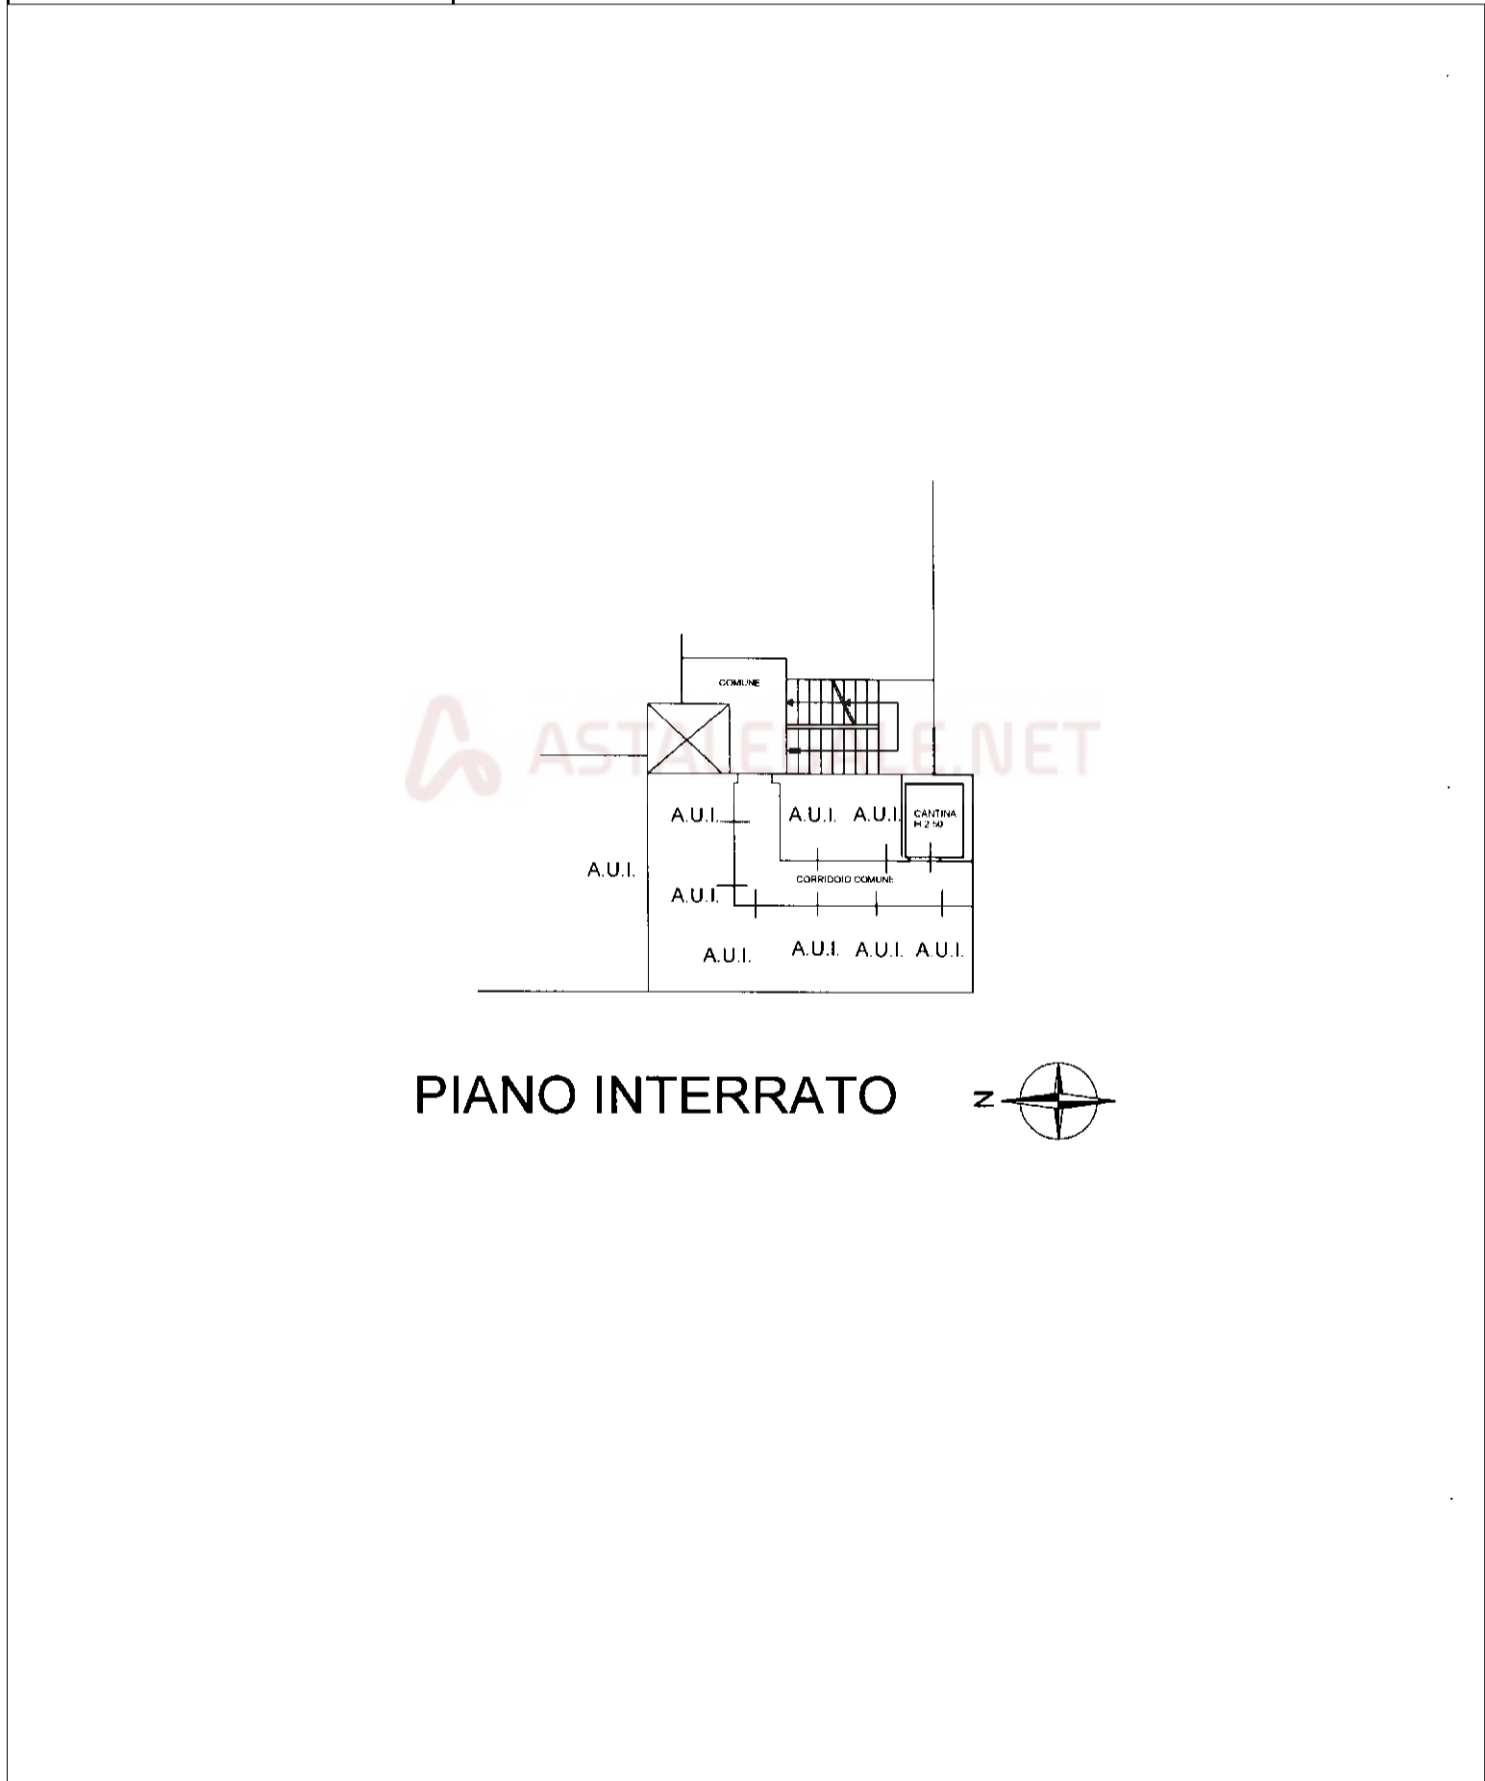 COMUNE
ASTALEGALE.NET
A.U.I. A.U.I. A.U.I. CANTINA
H 2.50
A.U.I.
CORRIDOIO COMUNE
A.U.I.
A.U.I. A.U.I. A.U.I. A.U.I.
PIANO INTERRATO
N